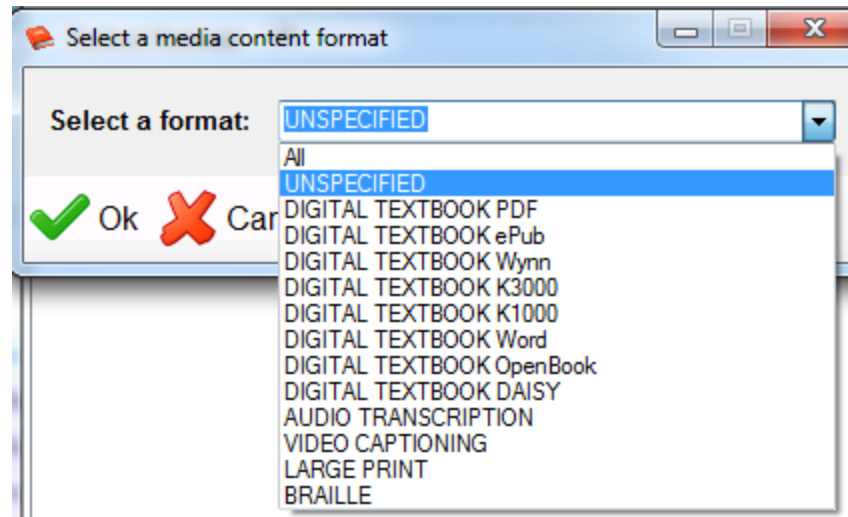 Select a media content format
Select a format: UNSPECIFIED
All
UNSPECIFIED
Ok Can
DIGITAL TEXTBOOK PDF
DIGITAL TEXTBOOK ePub
DIGITAL TEXTBOOK Wynn
DIGITAL TEXTBOOK K3000
DIGITAL TEXTBOOK K1000
DIGITAL TEXTBOOK Word
DIGITAL TEXTBOOK OpenBook
DIGITAL TEXTBOOK DAISY
AUDIO TRANSCRIPTION
VIDEO CAPTIONING
LARGE PRINT
BRAILLE